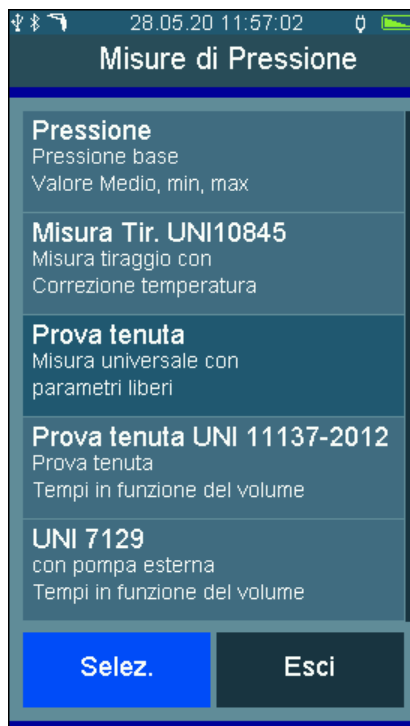 28.05.20 11:57:02
Misure di Pressione
Pressione
Pressione base
Valore Medio, min, max
Misura Tir. UNI10845
Misura tiraggio con
Correzione temperatura
Prova tenuta
Misura universale con
parametri liberi
Prova tenuta UNI 11137-2012
Prova tenuta
Tempi in funzione del volume
UNI 7129
con pompa esterna
Tempi in funzione del volume
Selez. Esci